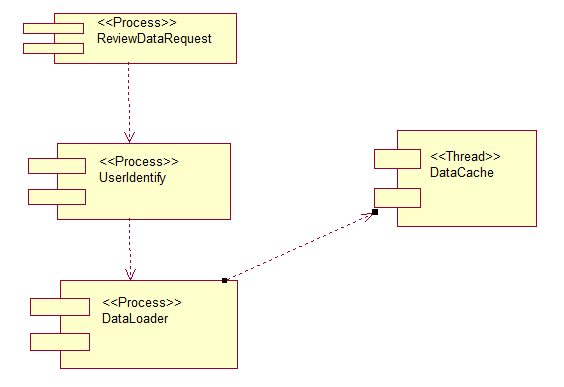 <<Process>>
ReviewDataRequest
<<Process>>
UserIdentify
<<Thread>>
DataCache
<<Process>>
DataLoader